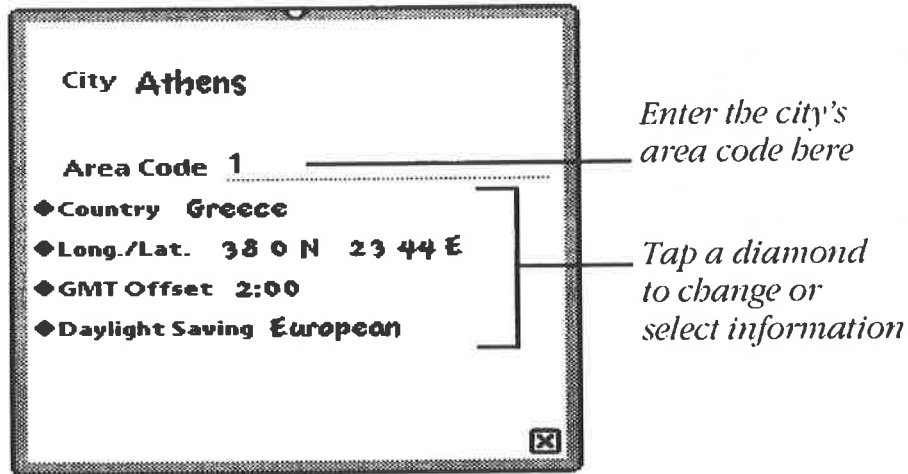 City Athens
Enter the city's
area code here
Area Code 1
◆Country Greece
◆Long./Lat. 38 0 N 23 44 E
◆GMT Offset 2:00
◆Daylight Saving European
Tap a diamond
to change or
select information